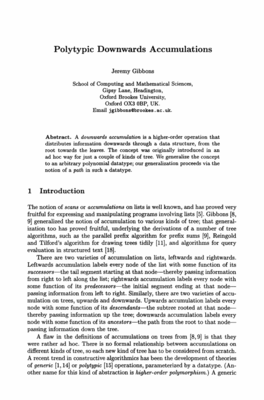 Polytypic Downwards Accumulations
Jeremy Gibbons
School of Computing and Mathematical Sciences,
Gipsy Lane, Headington,
Oxford Brookes University,
Oxford OX3 0BP, UK.
Email jgibbons@brookes.ac.uk.
Abstract. A downwards accumulation is a higher-order operation that
distributes information downwards through a data structure, from the
root towards the leaves. The concept was originally introduced in an
ad hoc way for just a couple of kinds of tree. We generalize the concept
to an arbitrary polynomial datatype; our generalization proceeds via the
notion of a path in such a datatype.
1 Introduction
The notion of scans or accumulations on lists is well known, and has proved very
fruitful for expressing and manipulating programs involving lists [5]. Gibbons [8,
9] generalized the notion of accumulation to various kinds of tree; that general-
ization too has proved fruitful, underlying the derivations of a number of tree
algorithms, such as the parallel prefix algorithm for prefix sums [9], Reingold
and Tilford's algorithm for drawing trees tidily [11], and algorithms for query
evaluation in structured text [18].
There are two varieties of accumulation on lists, leftwards and rightwards.
Leftwards accumulation labels every node of the list with some function of its
successors—the tail segment starting at that node—thereby passing information
from right to left along the list; rightwards accumulation labels every node with
some function of its predecessors—the initial segment ending at that node—
passing information from left to right. Similarly, there are two varieties of accu-
mulation on trees, upwards and downwards. Upwards accumulation labels every
node with some function of its descendants—the subtree rooted at that node—
thereby passing information up the tree; downwards accumulation labels every
node with some function of its ancestors—the path from the root to that node—
passing information down the tree.
A flaw in the definitions of accumulations on trees from [8, 9] is that they
were rather ad hoc. There is no formal relationship between accumulations on
different kinds of tree, so each new kind of tree has to be considered from scratch.
A recent trend in constructive algorithmics has been the development of theories
of generic [1, 14] or polytypic [15] operations, parameterized by a datatype. (An-
other name for this kind of abstraction is higher-order polymorphism.) A generic